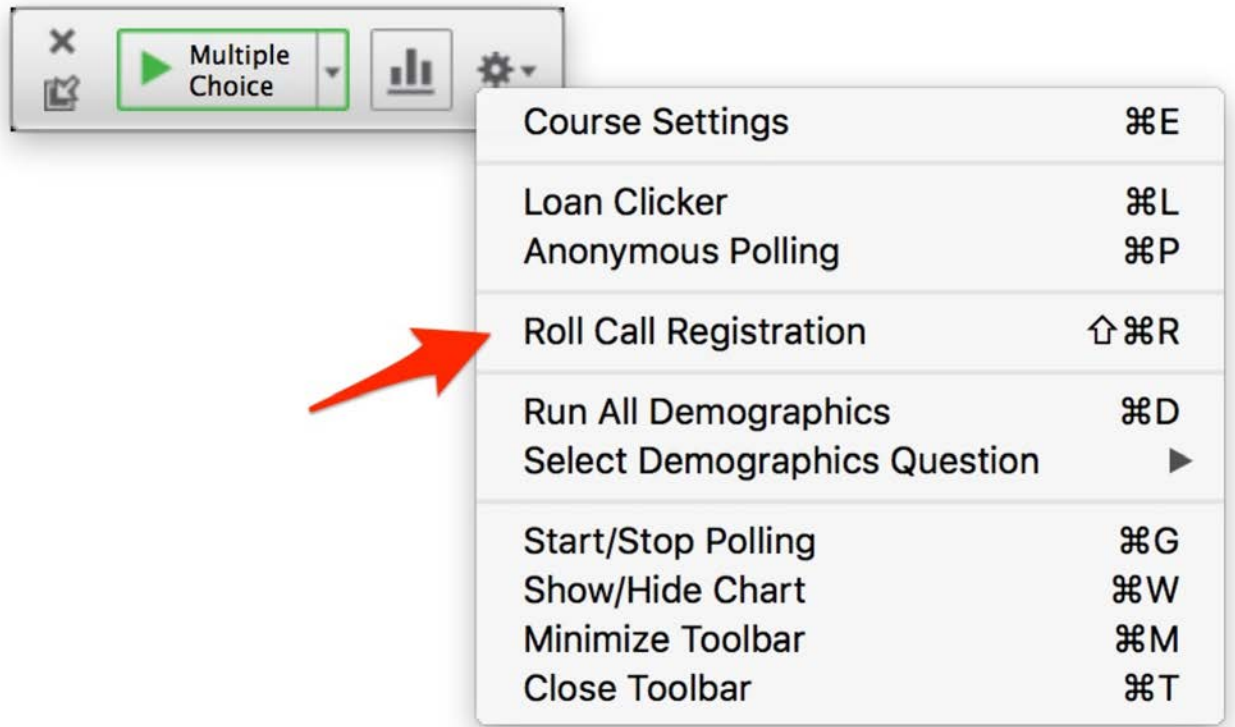 Multiple
Choice
Course Settings ⌘E
Loan Clicker ⌘L
Anonymous Polling ⌘P
Roll Call Registration ⇧⌘R
Run All Demographics ⌘D
Select Demographics Question ▶
Start/Stop Polling ⌘G
Show/Hide Chart ⌘W
Minimize Toolbar ⌘M
Close Toolbar ⌘T